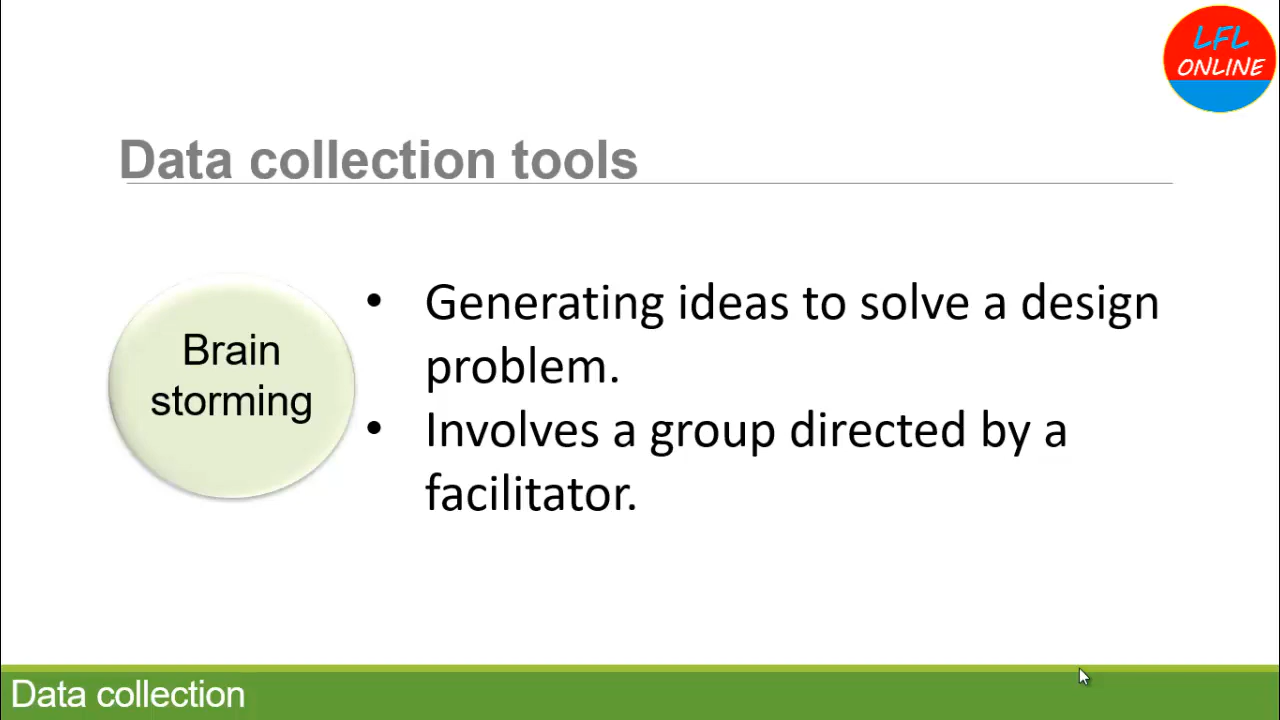 LFL
ONLINE
Data collection tools
Brain
storming
• Generating ideas to solve a design
problem.
• Involves a group directed by a
facilitator.
Data collection